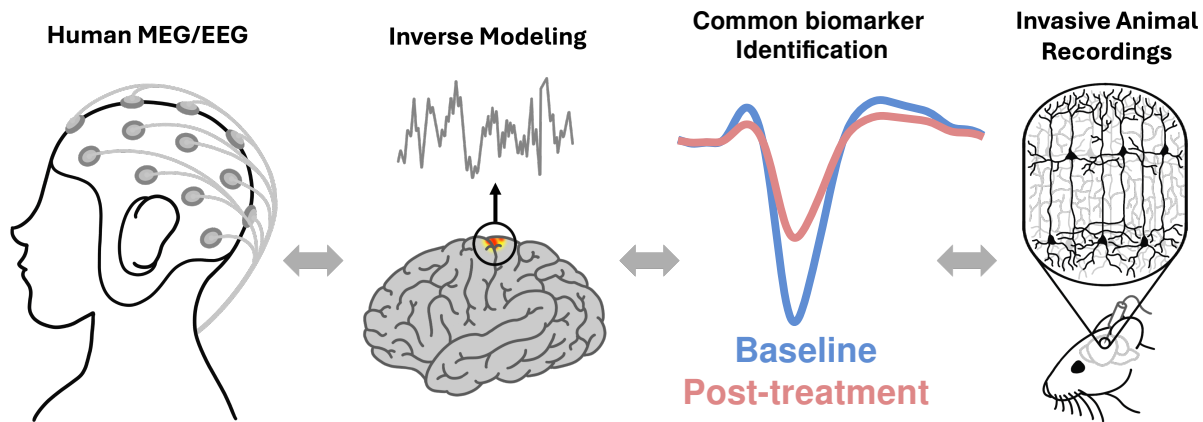 Human MEG/EEG
Inverse Modeling
Common biomarker
Identification
Invasive Animal
Recordings
Baseline
Post-treatment